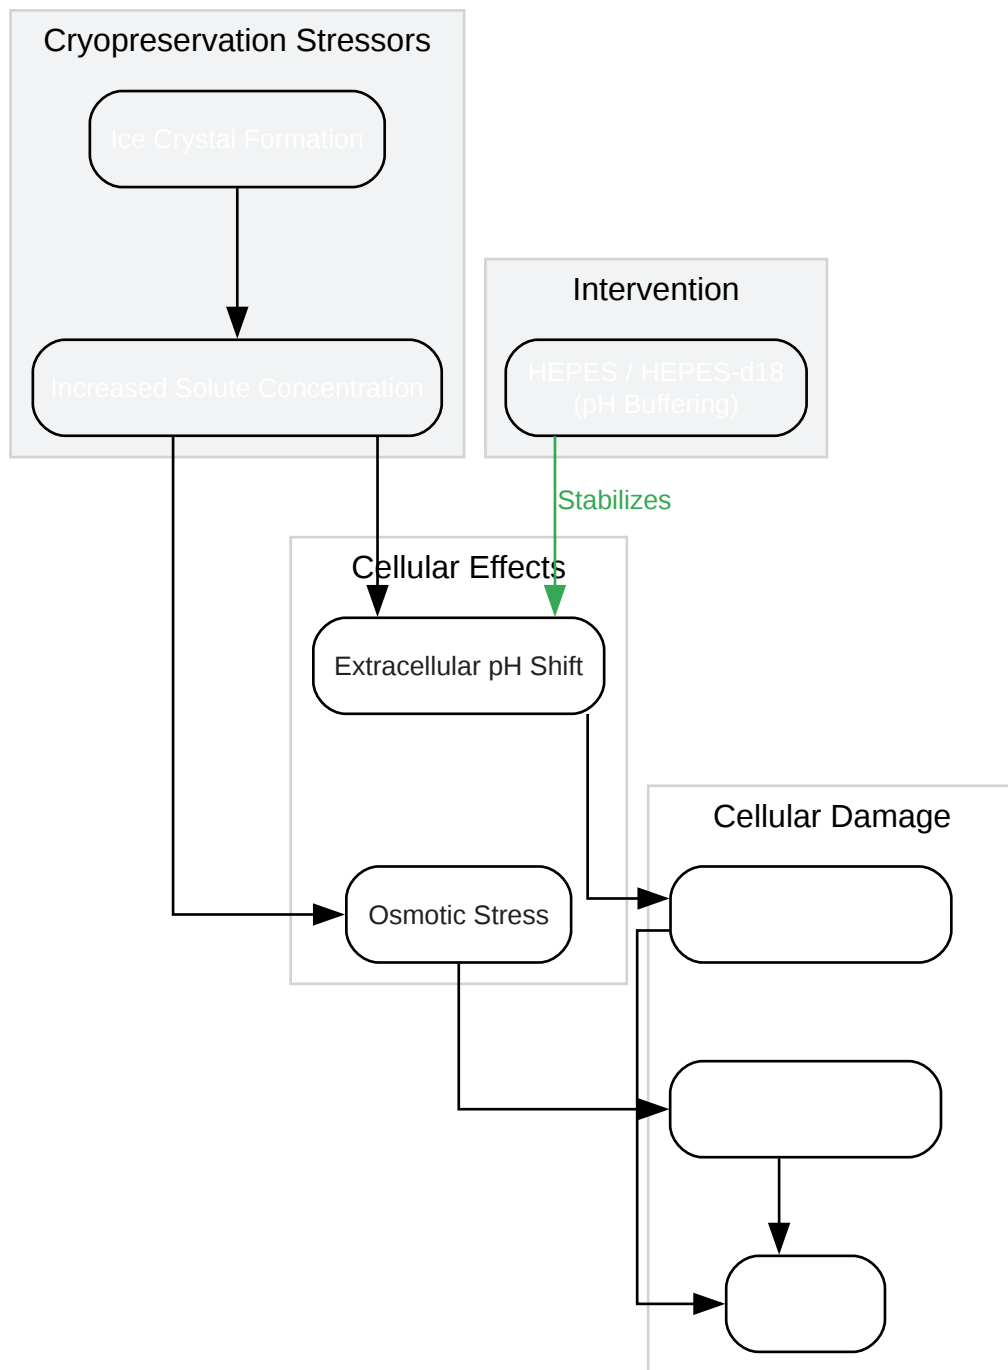 Cryopreservation Stressors
Ice Crystal Formation
Increased Solute Concentration
Intervention
HEPES / HEPES-d18
(pH Buffering)
Stabilizes
Cellular Effects
Extracellular pH Shift
Osmotic Stress
Cellular Damage